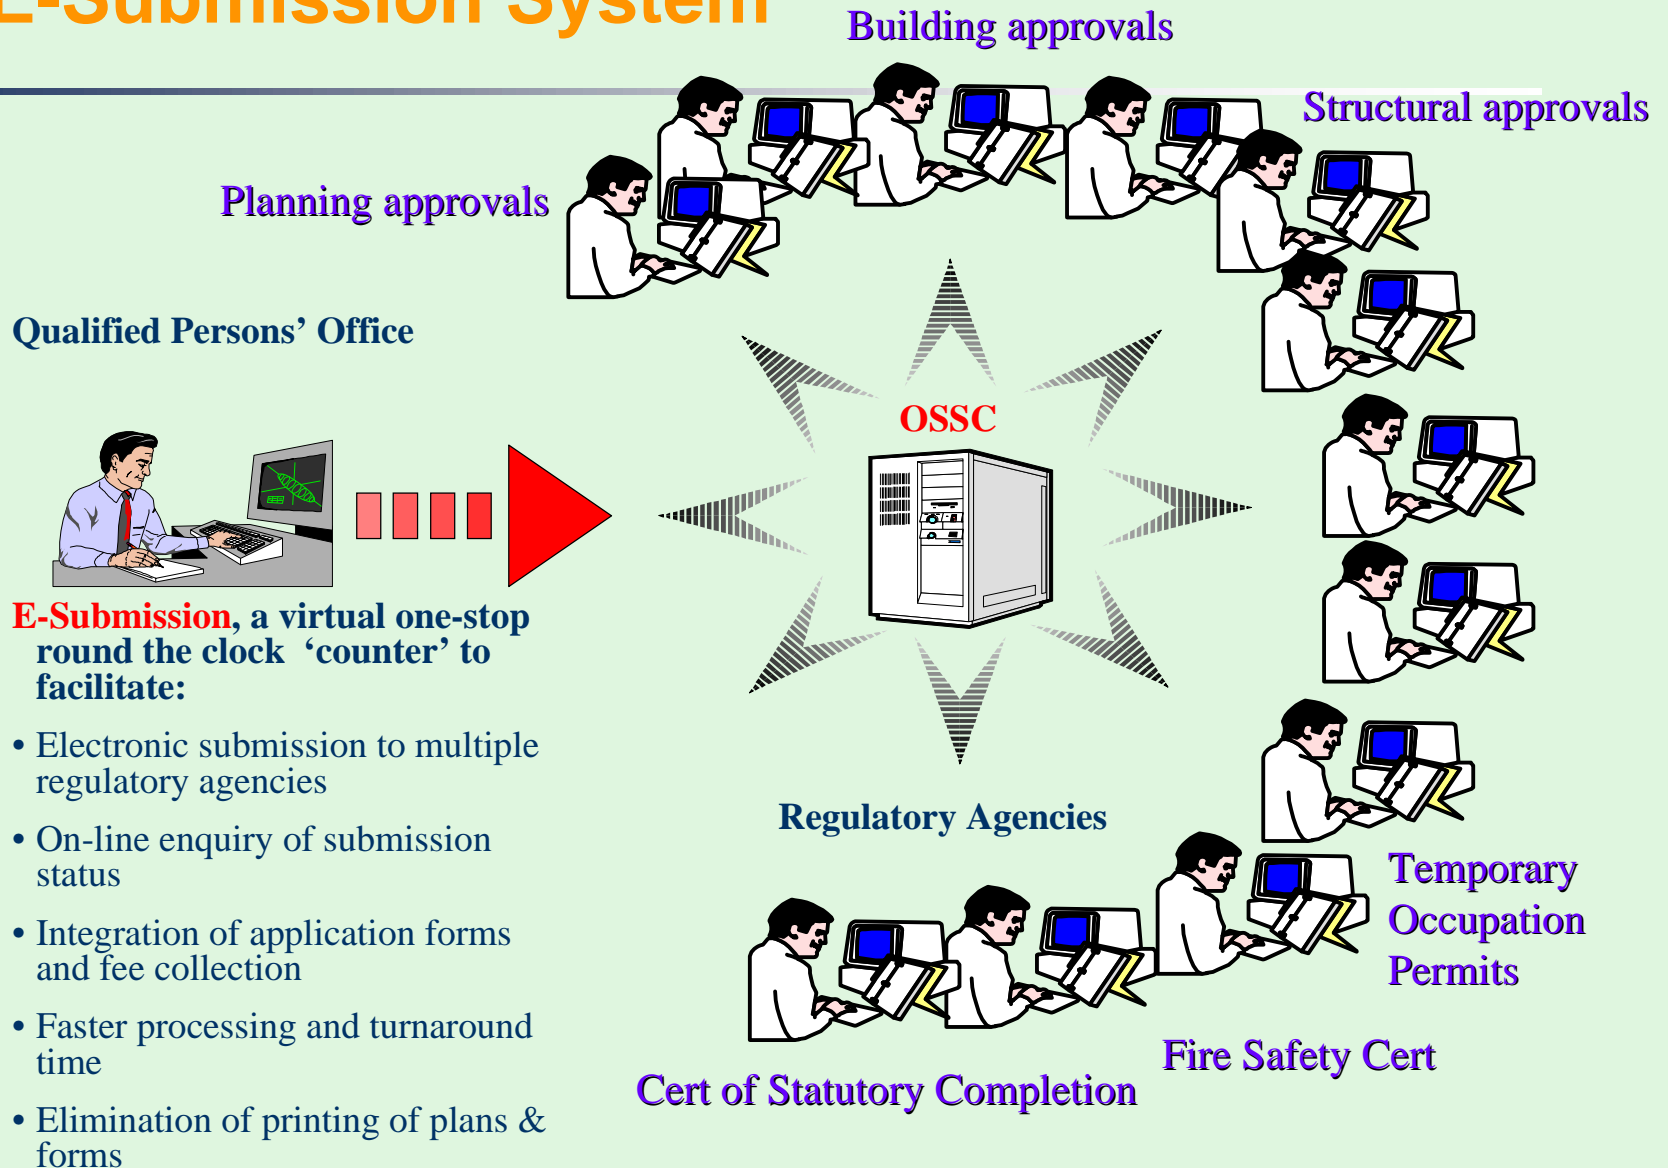 E-Submission System
Building approvals
Structural approvals
Planning approvals
Qualified Persons’ Office
OSSC
E-Submission, a virtual one-stop
round the clock ‘counter’ to
facilitate:
• Electronic submission to multiple
regulatory agencies
• On-line enquiry of submission
status
• Integration of application forms
and fee collection
• Faster processing and turnaround
time
• Elimination of printing of plans &
forms
Regulatory Agencies
Temporary
Occupation
Permits
Fire Safety Cert
Cert of Statutory Completion